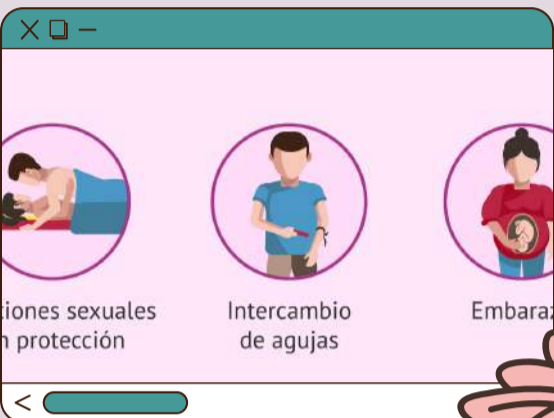 ciones sexuales
n protección
Intercambio
de agujas
Embaraz